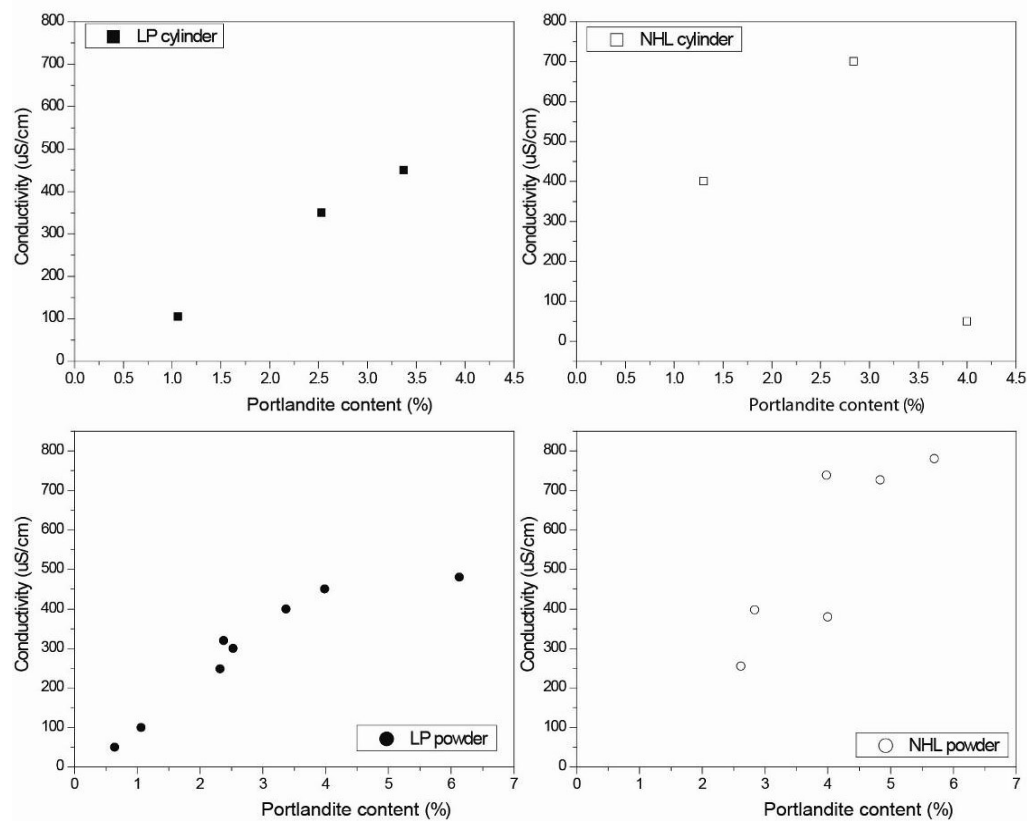 LP cylinder
Conductivity (uS/cm)
800
700
600
500
400
300
200
100
0
0.0 0.5 1.0 1.5 2.0 2.5 3.0 3.5 4.0 4.5
Portlandite content (%)
NHL cylinder
Conductivity (uS/cm)
800
700
600
500
400
300
200
100
0
0.0 0.5 1.0 1.5 2.0 2.5 3.0 3.5 4.0 4.5
Portlandite content (%)
Conductivity (uS/cm)
800
700
600
500
400
300
200
100
0
LP powder
0 1 2 3 4 5 6 7
Portlandite content (%)
Conductivity (uS/cm)
800
700
600
500
400
300
200
100
0
NHL powder
0 1 2 3 4 5 6 7
Portlandite content (%)